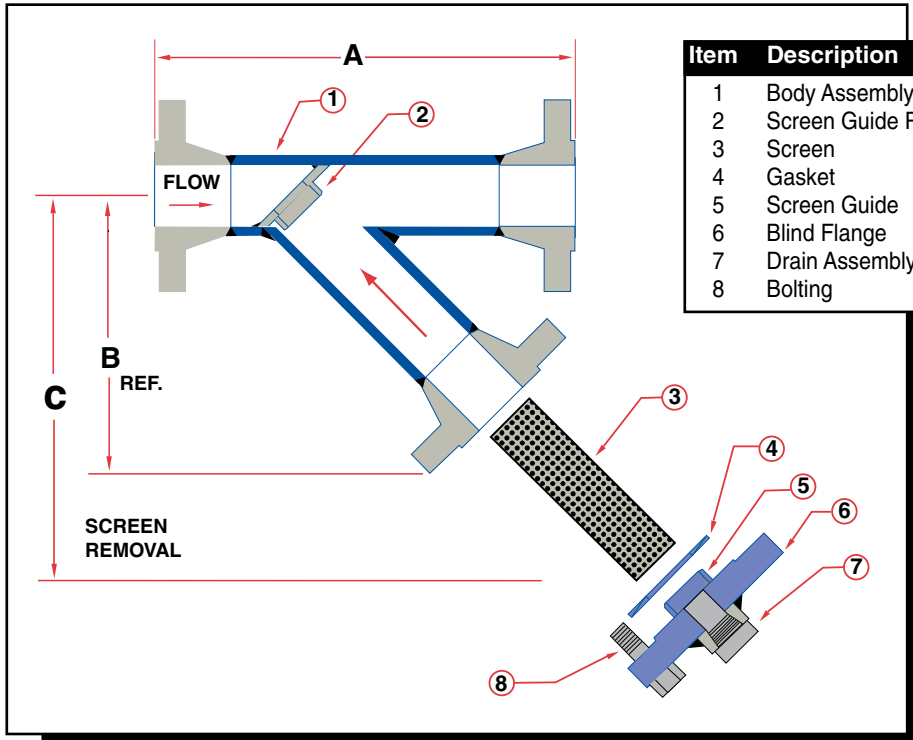 A
Item Description
1 Body Assembly
2 Screen Guide
3 Screen
4 Gasket
5 Screen Guide
6 Blind Flange
7 Drain Assembly
8 Bolting
1
2
FLOW
B
REF.
C
3
4
5
6
7
8
SCREEN
REMOVAL